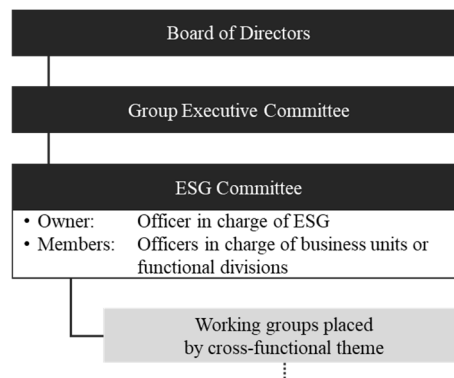 Board of Directors
Group Executive Committee
ESG Committee
• Owner: Officer in charge of ESG
• Members: Officers in charge of business units or
functional divisions
Working groups placed
by cross-functional theme